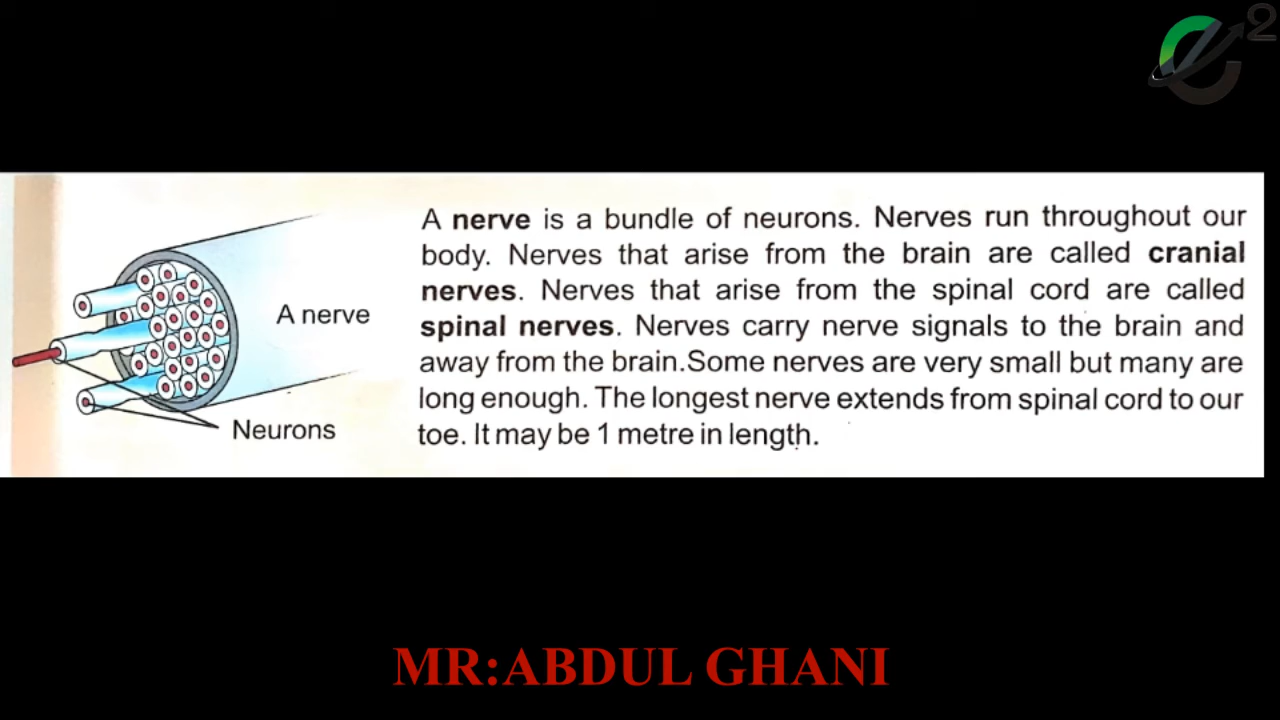 2
A nerve is a bundle of neurons. Nerves run throughout our
body. Nerves that arise from the brain are called cranial
nerves. Nerves that arise from the spinal cord are called
spinal nerves. Nerves carry nerve signals to the brain and
away from the brain.Some nerves are very small but many are
long enough. The longest nerve extends from spinal cord to our
toe. It may be 1 metre in length.
A nerve
Neurons
MR:ABDUL GHANI